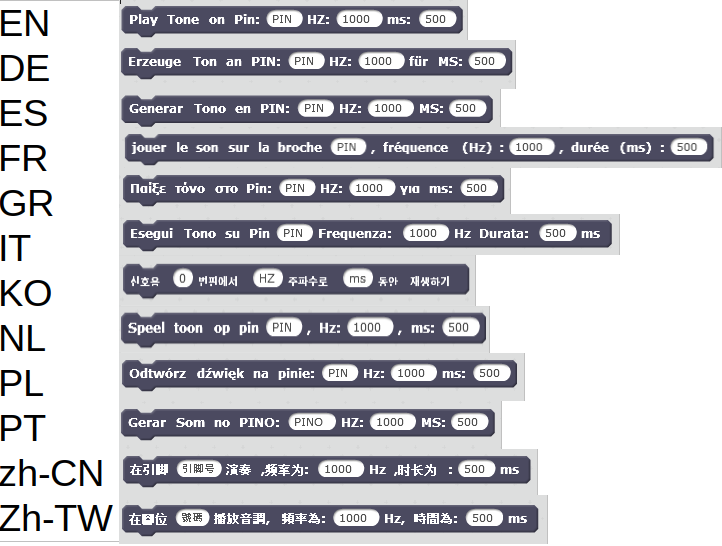 EN Play Tone on Pin: PIN HZ: 1000 ms: 500
DE Erzeuge Ton an PIN: PIN HZ: 1000 für MS: 500
ES Generar Tono en PIN: PIN HZ: 1000 MS: 500
FR jouer le son sur la broche PIN , fréquence (Hz) : 1000 , durée (ms) : 500
GR Παίξε τόνο στο Pin: PIN HZ: 1000 για ms: 500
IT Esegui Tono su Pin PIN Frequenza: 1000 Hz Durata: 500 ms
KO 신호음 0 번핀에서 HZ 주파수로 ms 동안 재생하기
NL Speel toon op pin PIN , Hz: 1000 , ms: 500
PL Odtwórz dźwięk na pinie: PIN Hz: 1000 ms: 500
PT Gerar Som no PINO: PINO HZ: 1000 MS: 500
zh-CN 在引脚 引脚号 演奏 ,频率为: 1000 Hz ,时长为 : 500 ms
Zh-TW 在 位 號碼 播放音調, 頻率為: 1000 Hz, 時間為: 500 ms